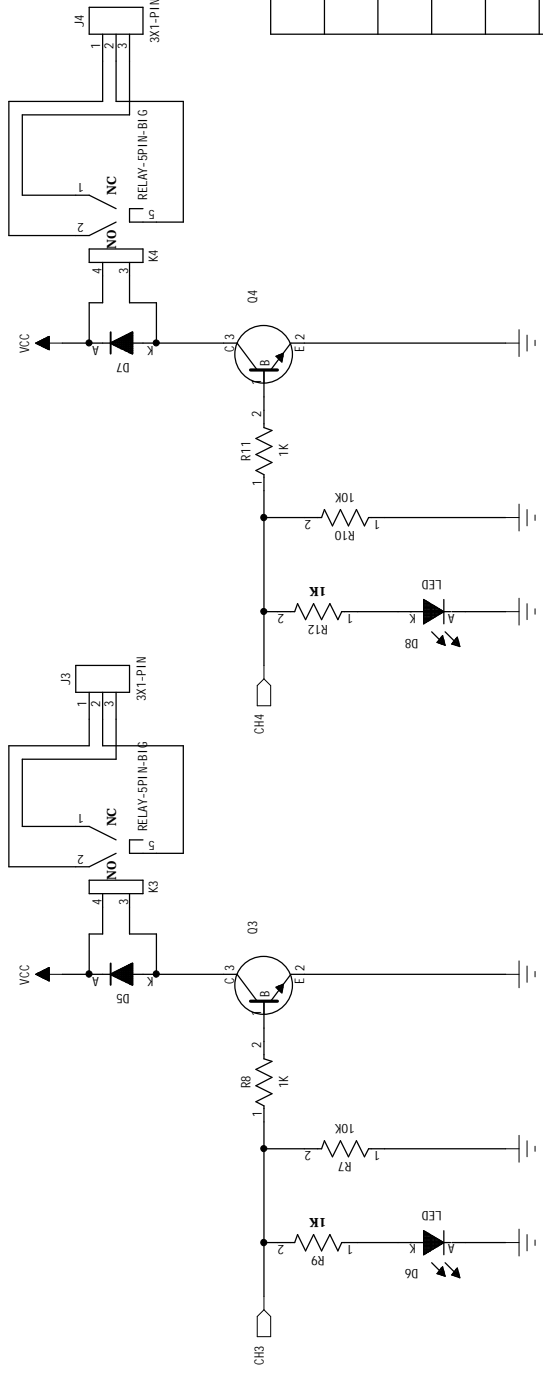 J4
3X1-PIN
1
2
3
1
NC
2
NO
5
RELAY-5PIN-BIG
4
3
K4
VCC
A
D7
K
C
3
Q4
B
1
E
2
2
R11
1K
1
2
10K
R10
1
2
1K
R12
1
LED
K
A
D8
CH4
J3
3X1-PIN
1
2
3
1
NC
2
NO
5
RELAY-5PIN-BIG
4
3
K3
VCC
A
D5
K
C
3
Q3
B
1
E
2
2
R8
1K
1
2
10K
R7
1
2
1K
R9
1
LED
K
A
D6
CH3